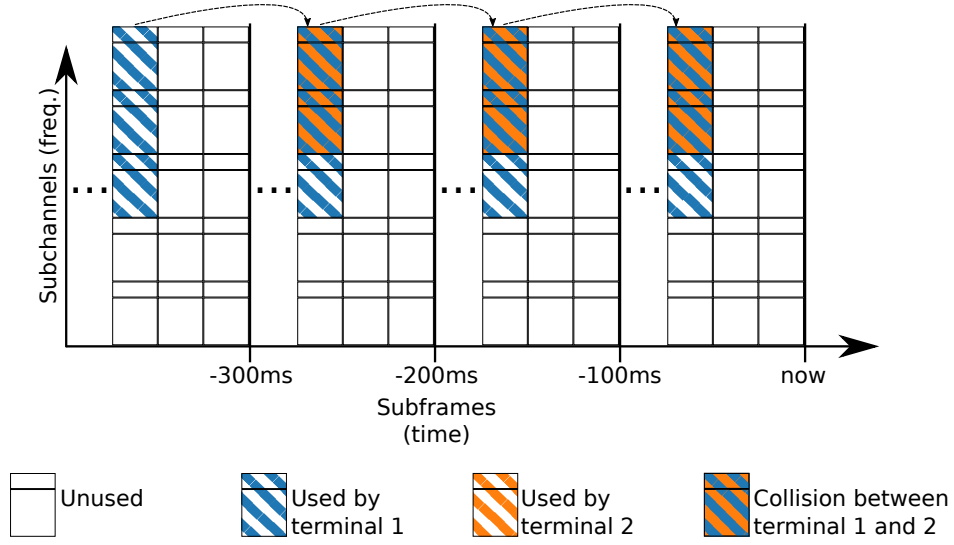 Subchannels (freq.)
... ... ... ...
-300ms -200ms -100ms now
Subframes
(time)
Unused
Used by
terminal 1
Used by
terminal 2
Collision between
terminal 1 and 2